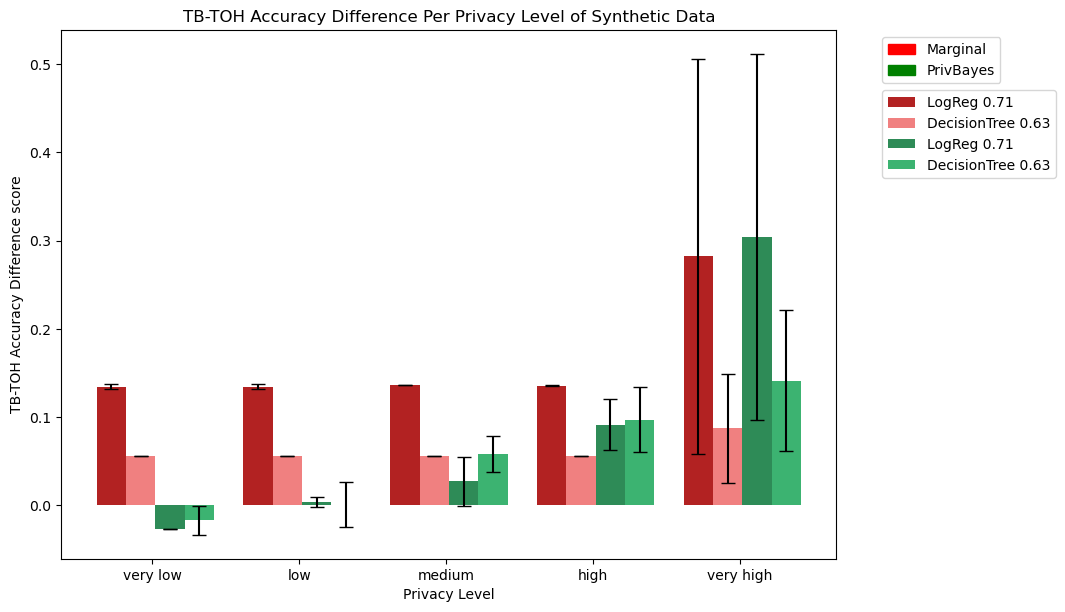 TB-TOH Accuracy Difference Per Privacy Level of Synthetic Data
Marginal
PrivBayes
LogReg 0.71
DecisionTree 0.63
LogReg 0.71
DecisionTree 0.63
TB-TOH Accuracy Difference score
0.5
0.4
0.3
0.2
0.1
0.0
very low
low
medium
high
very high
Privacy Level